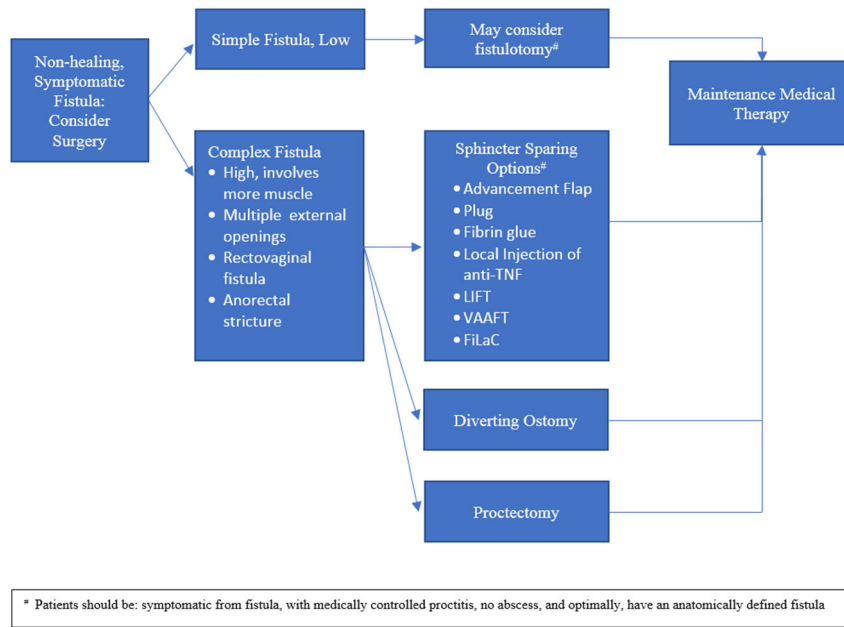 Non-healing,
Symptomatic
Fistula:
Consider
Surgery
Simple Fistula, Low
May consider
fistulotomy#
Maintenance Medical
Therapy
Complex Fistula
• High, involves
more muscle
• Multiple external
openings
• Rectovaginal
fistula
• Anorectal
stricture
Sphincter Sparing
Options#
• Advancement Flap
• Plug
• Fibrin glue
• Local Injection of
anti-TNF
• LIFT
• VAAFT
• FiLaC
Diverting Ostomy
Proctectomy
# Patients should be: symptomatic from fistula, with medically controlled proctitis, no abscess, and optimally, have an anatomically defined fistula